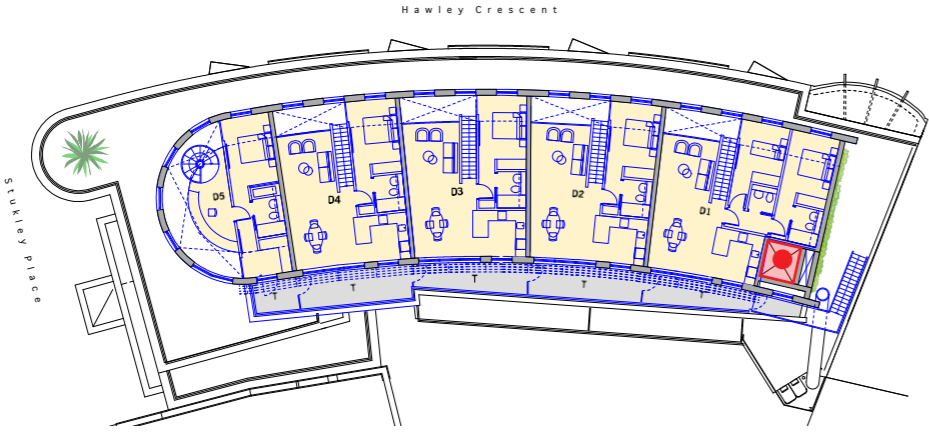 Hawley Crescent
Stukley Place
D5
D4
D3
D2
D1
T
T
T
T
T